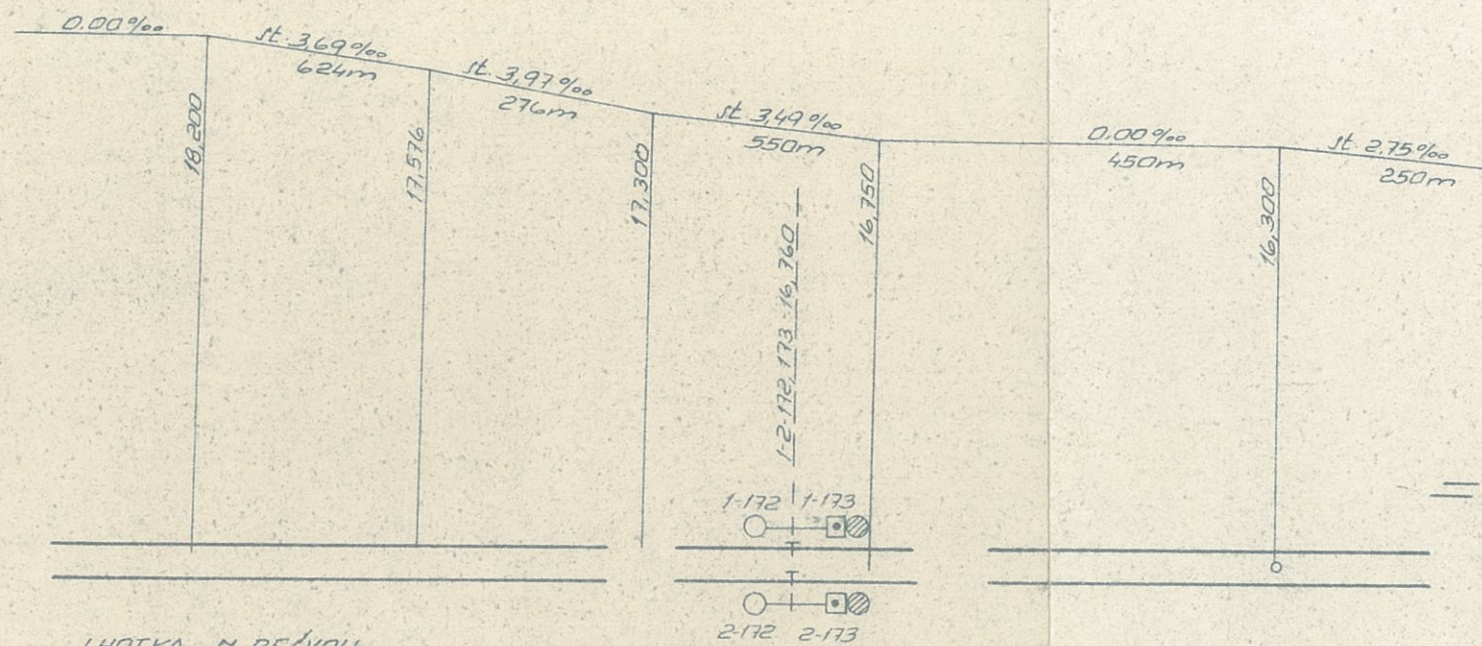 0.00‰
st. 3,69‰
624m
st. 3,97‰
276m
st. 3,49‰
550m
0.00‰
450m
st. 2.75‰
250m
18,200
17,576
17,300
1-2-172, 173 - 16,760
16,750
16,300
1-172 1-173
2-172 2-173
LHOTKA N BEČVOU